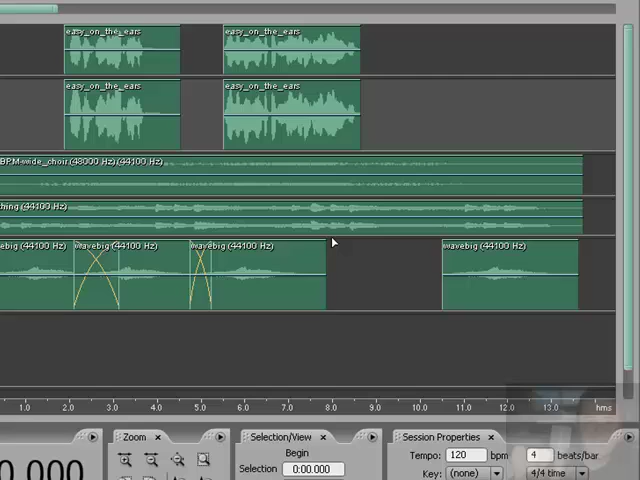 easy_on_the_ears easy_on_the_ears
easy_on_the_ears easy_on_the_ears
BPM-wide_choir (48000 Hz) (44100 Hz)
thing (44100 Hz)
ebig (44100 Hz) wavebig (44100 Hz) wavebig (44100 Hz) wavebig (44100 Hz)
1.0 2.0 3.0 4.0 5.0 6.0 7.0 8.0 9.0 10.0 11.0 12.0 13.0 hms
Zoom Selection/View Session Properties
Begin
Tempo: 120 bpm 4 beats/bar
Selection 0:00.000
0.000 Key: (none) 4/4 time